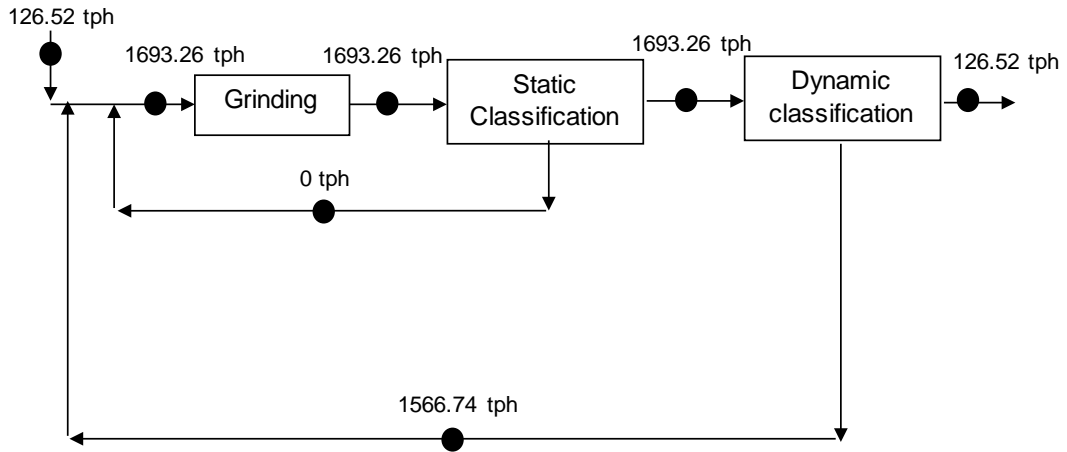 126.52 tph
1693.26 tph
1693.26 tph
1693.26 tph
126.52 tph
Grinding
Static
Classification
Dynamic
classification
0 tph
1566.74 tph